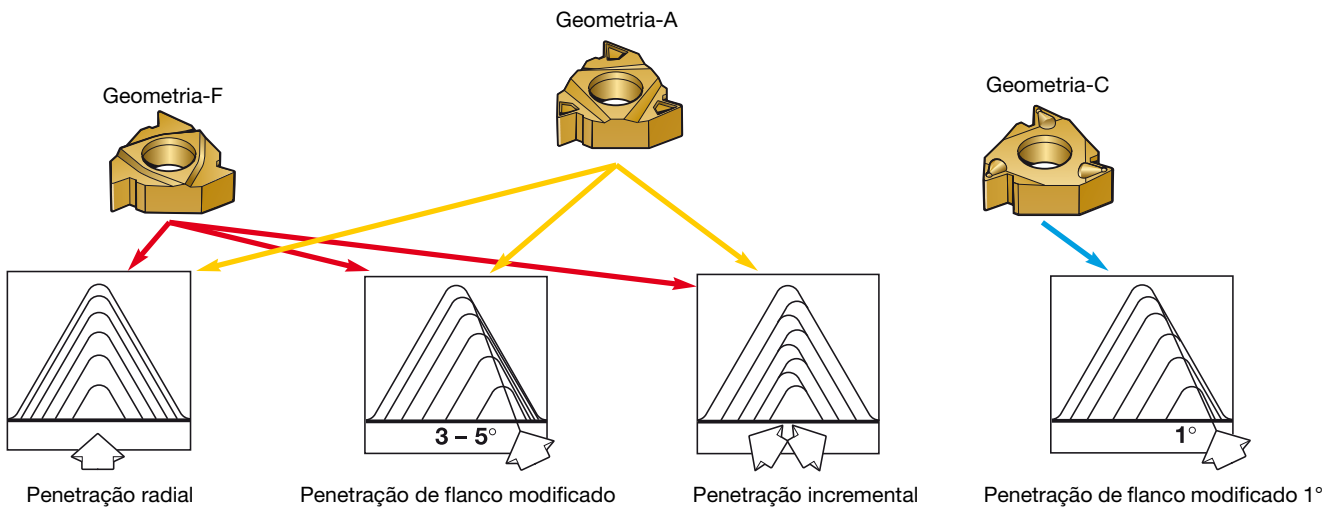 Geometria-A
Geometria-F
Geometria-C
3 – 5°
1°
Penetração radial
Penetração de flanco modificado
Penetração incremental
Penetração de flanco modificado 1°